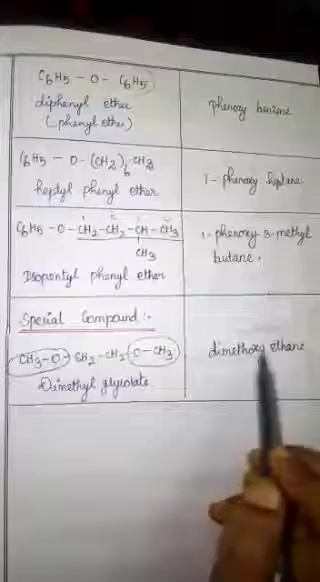 C6H5 - O - C6H5
diphenyl ether
(phenyl ether)
phenoxy benzene
C6H5 - O - (CH2)6 CH3
heptyl phenyl ether
1 - phenoxy heptane
C6H5 - O - CH2 - CH2 - CH - CH3
CH3
Isopentyl phenyl ether
1 - phenoxy 3-methyl
butane.
Special Compound :-
CH3-O-CH2-CH2-O-CH3
Dimethyl glycolate
dimethoxy ethane